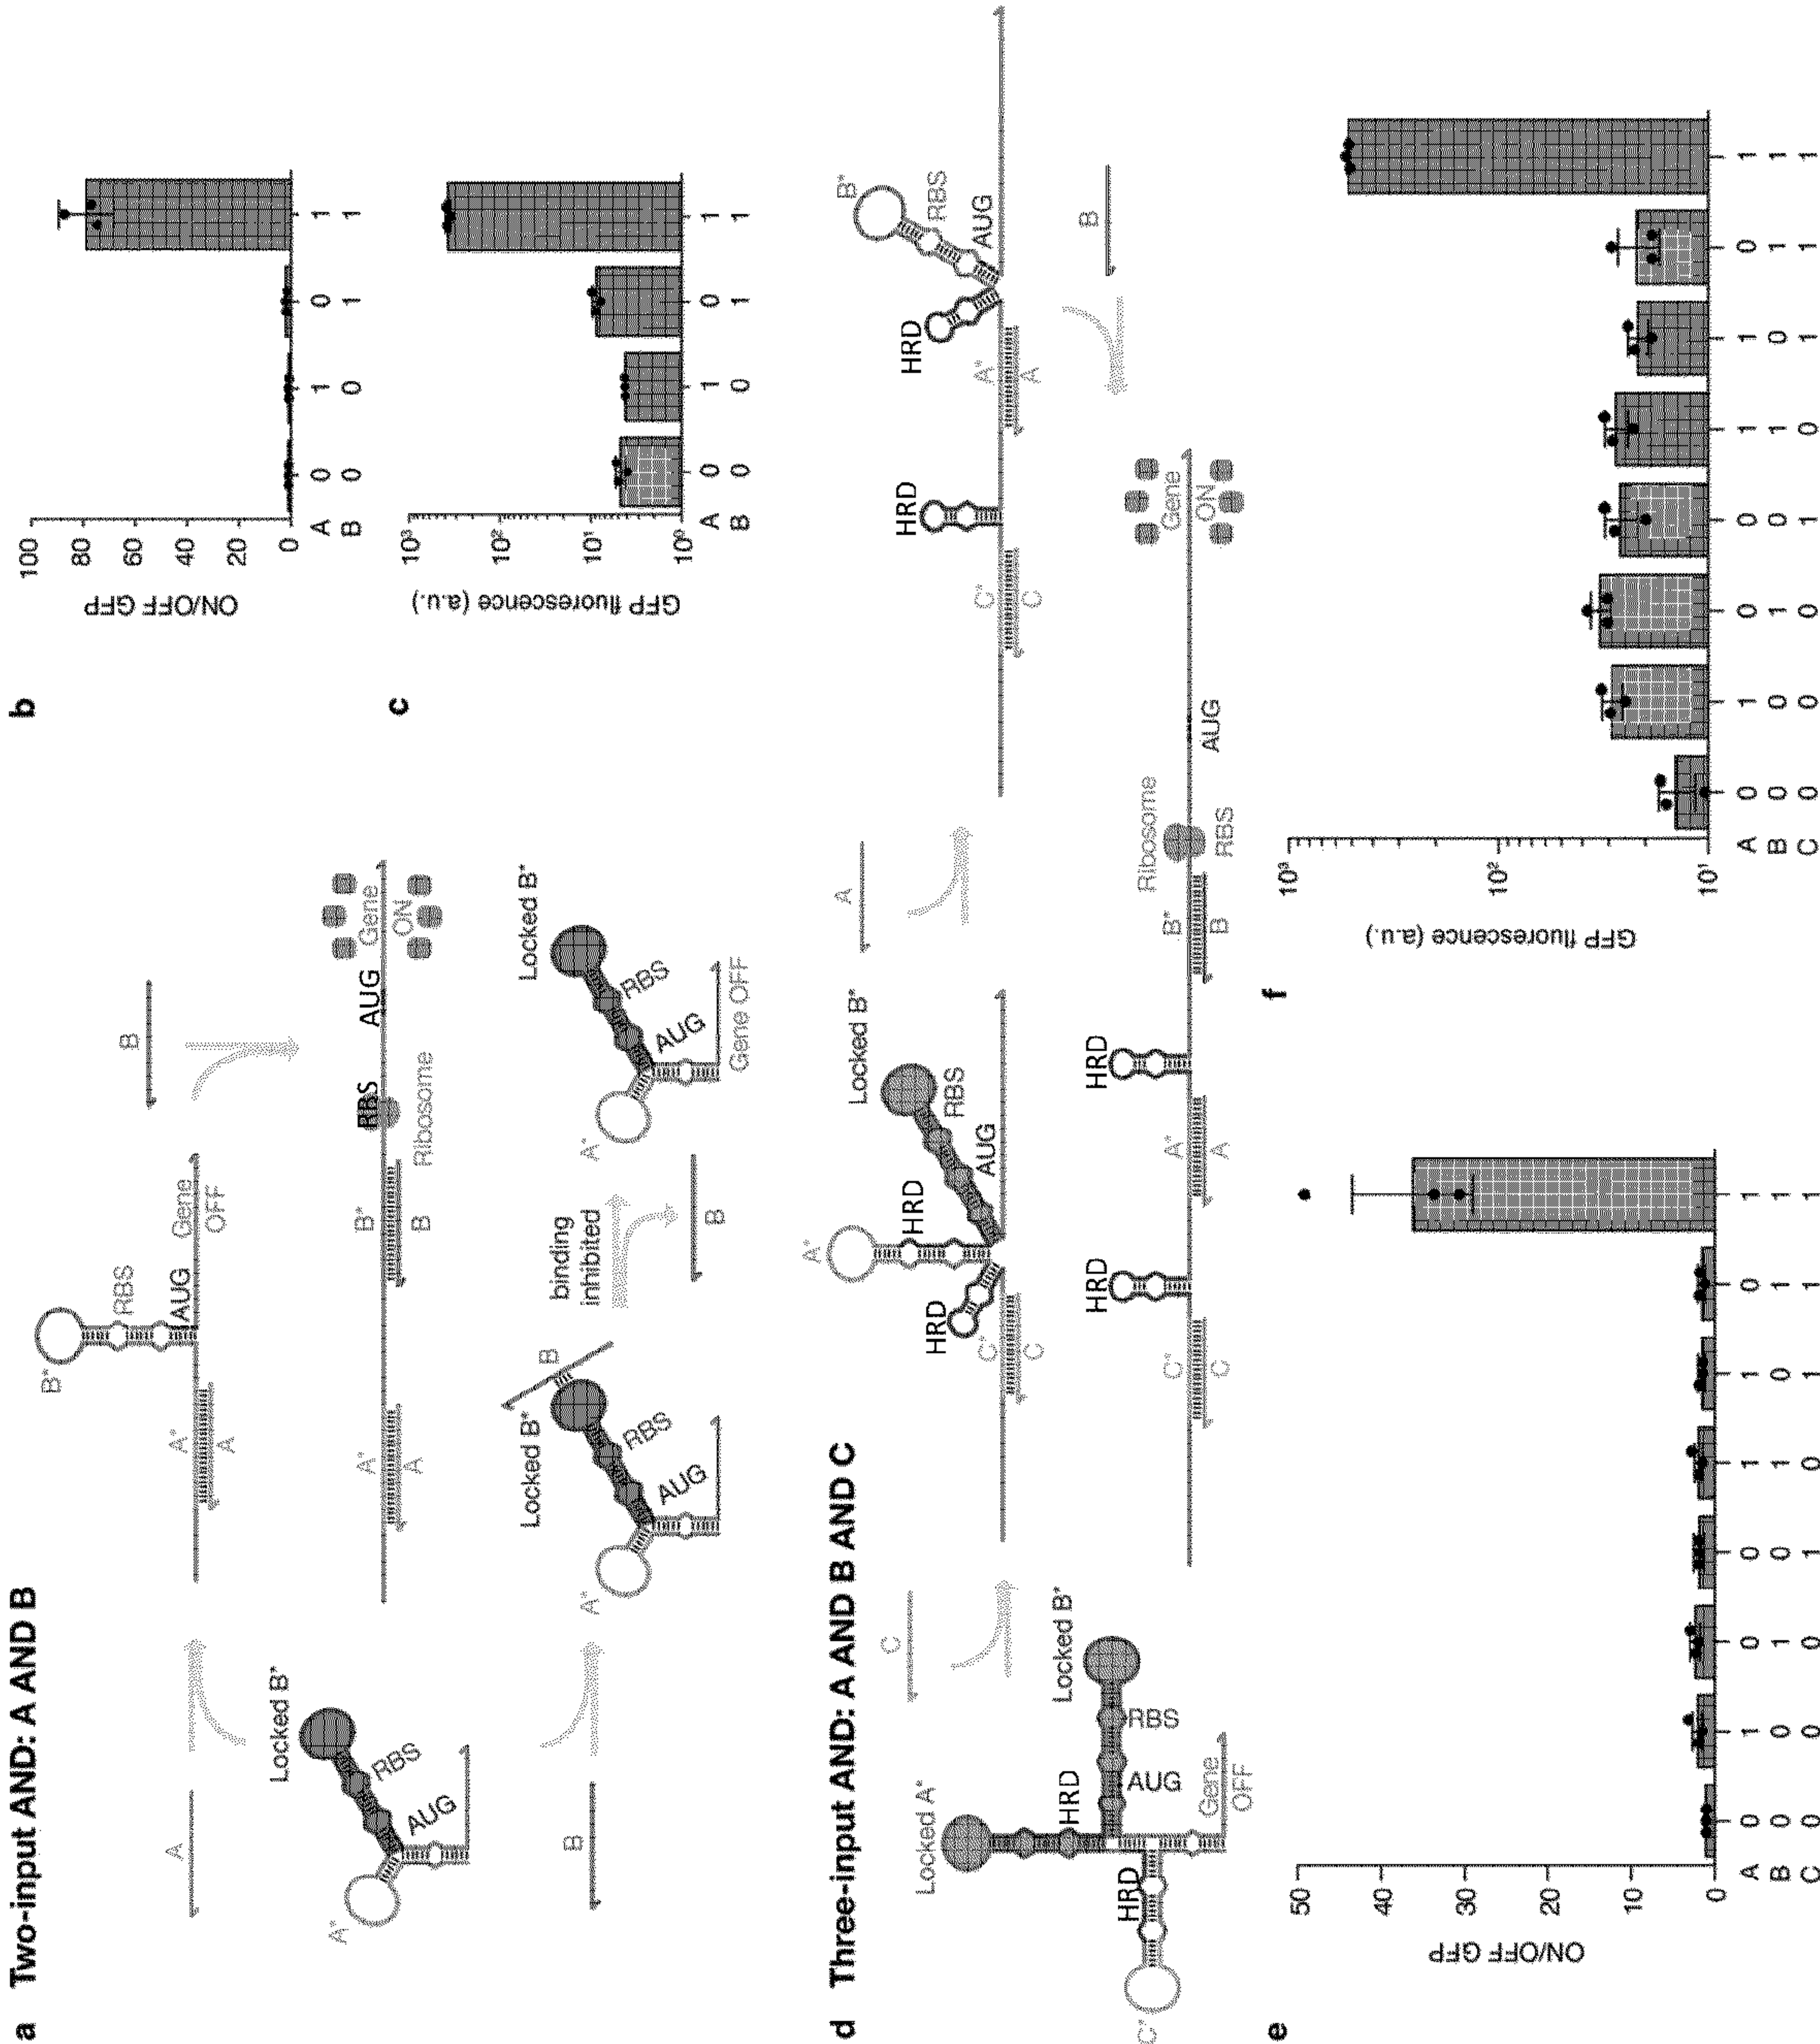 a Two-input AND: A AND B
A
A*
Locked B*
RBS
AUG
B
B*
RBS
AUG
A*
A
Gene
OFF
B
A*
A
B*
B
RBS
Ribosome
AUG
Gene
ON
A*
Locked B*
B
RBS
AUG
binding
inhibited
B
A*
Locked B*
RBS
AUG
Gene OFF
b
ON/OFF GFP
100
80
60
40
20
0
A 0 1 0 1
B 0 0 1 1
c
GFP fluorescence (a.u.)
10³
10²
10¹
10⁰
A 0 1 0 1
B 0 0 1 1
d Three-input AND: A AND B AND C
Locked A*
HRD
Locked B*
RBS
AUG
HRD
C*
Gene
OFF
C
A*
HRD
HRD
Locked B*
RBS
AUG
C*
C
A
HRD
HRD
B*
RBS
AUG
C*
C
A*
A
B
HRD
HRD
C*
C
A*
A
B*
B
Ribosome
RBS
AUG
Gene
ON
e
ON/OFF GFP
50
40
30
20
10
0
A 0 1 0 0 1 1 0 1
B 0 0 1 0 1 0 1 1
C 0 0 0 1 0 1 1 1
f
GFP fluorescence (a.u.)
10³
10²
10¹
A 0 1 0 0 1 1 0 1
B 0 0 1 0 1 0 1 1
C 0 0 0 1 0 1 1 1